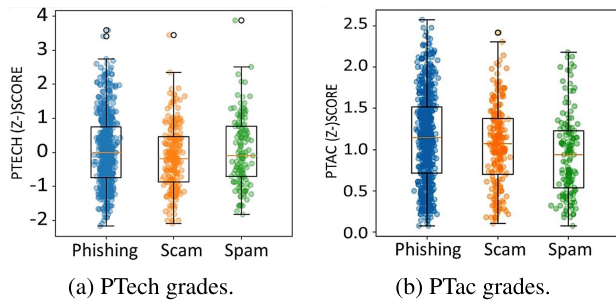 PTECH (Z-)SCORE
4
3
2
1
0
-1
-2
Phishing Scam Spam
(a) PTech grades.
PTAC (Z-)SCORE
2.5
2.0
1.5
1.0
0.5
0.0
Phishing Scam Spam
(b) PTac grades.